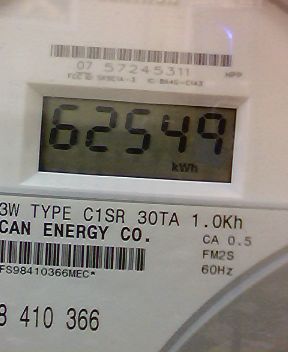 07 57245311 HPP
62549
kWh
3W TYPE C1SR 30TA 1.0Kh
CAN ENERGY CO. CA 0.5
FM2S
FS98410366MEC* 60Hz
8 410 366